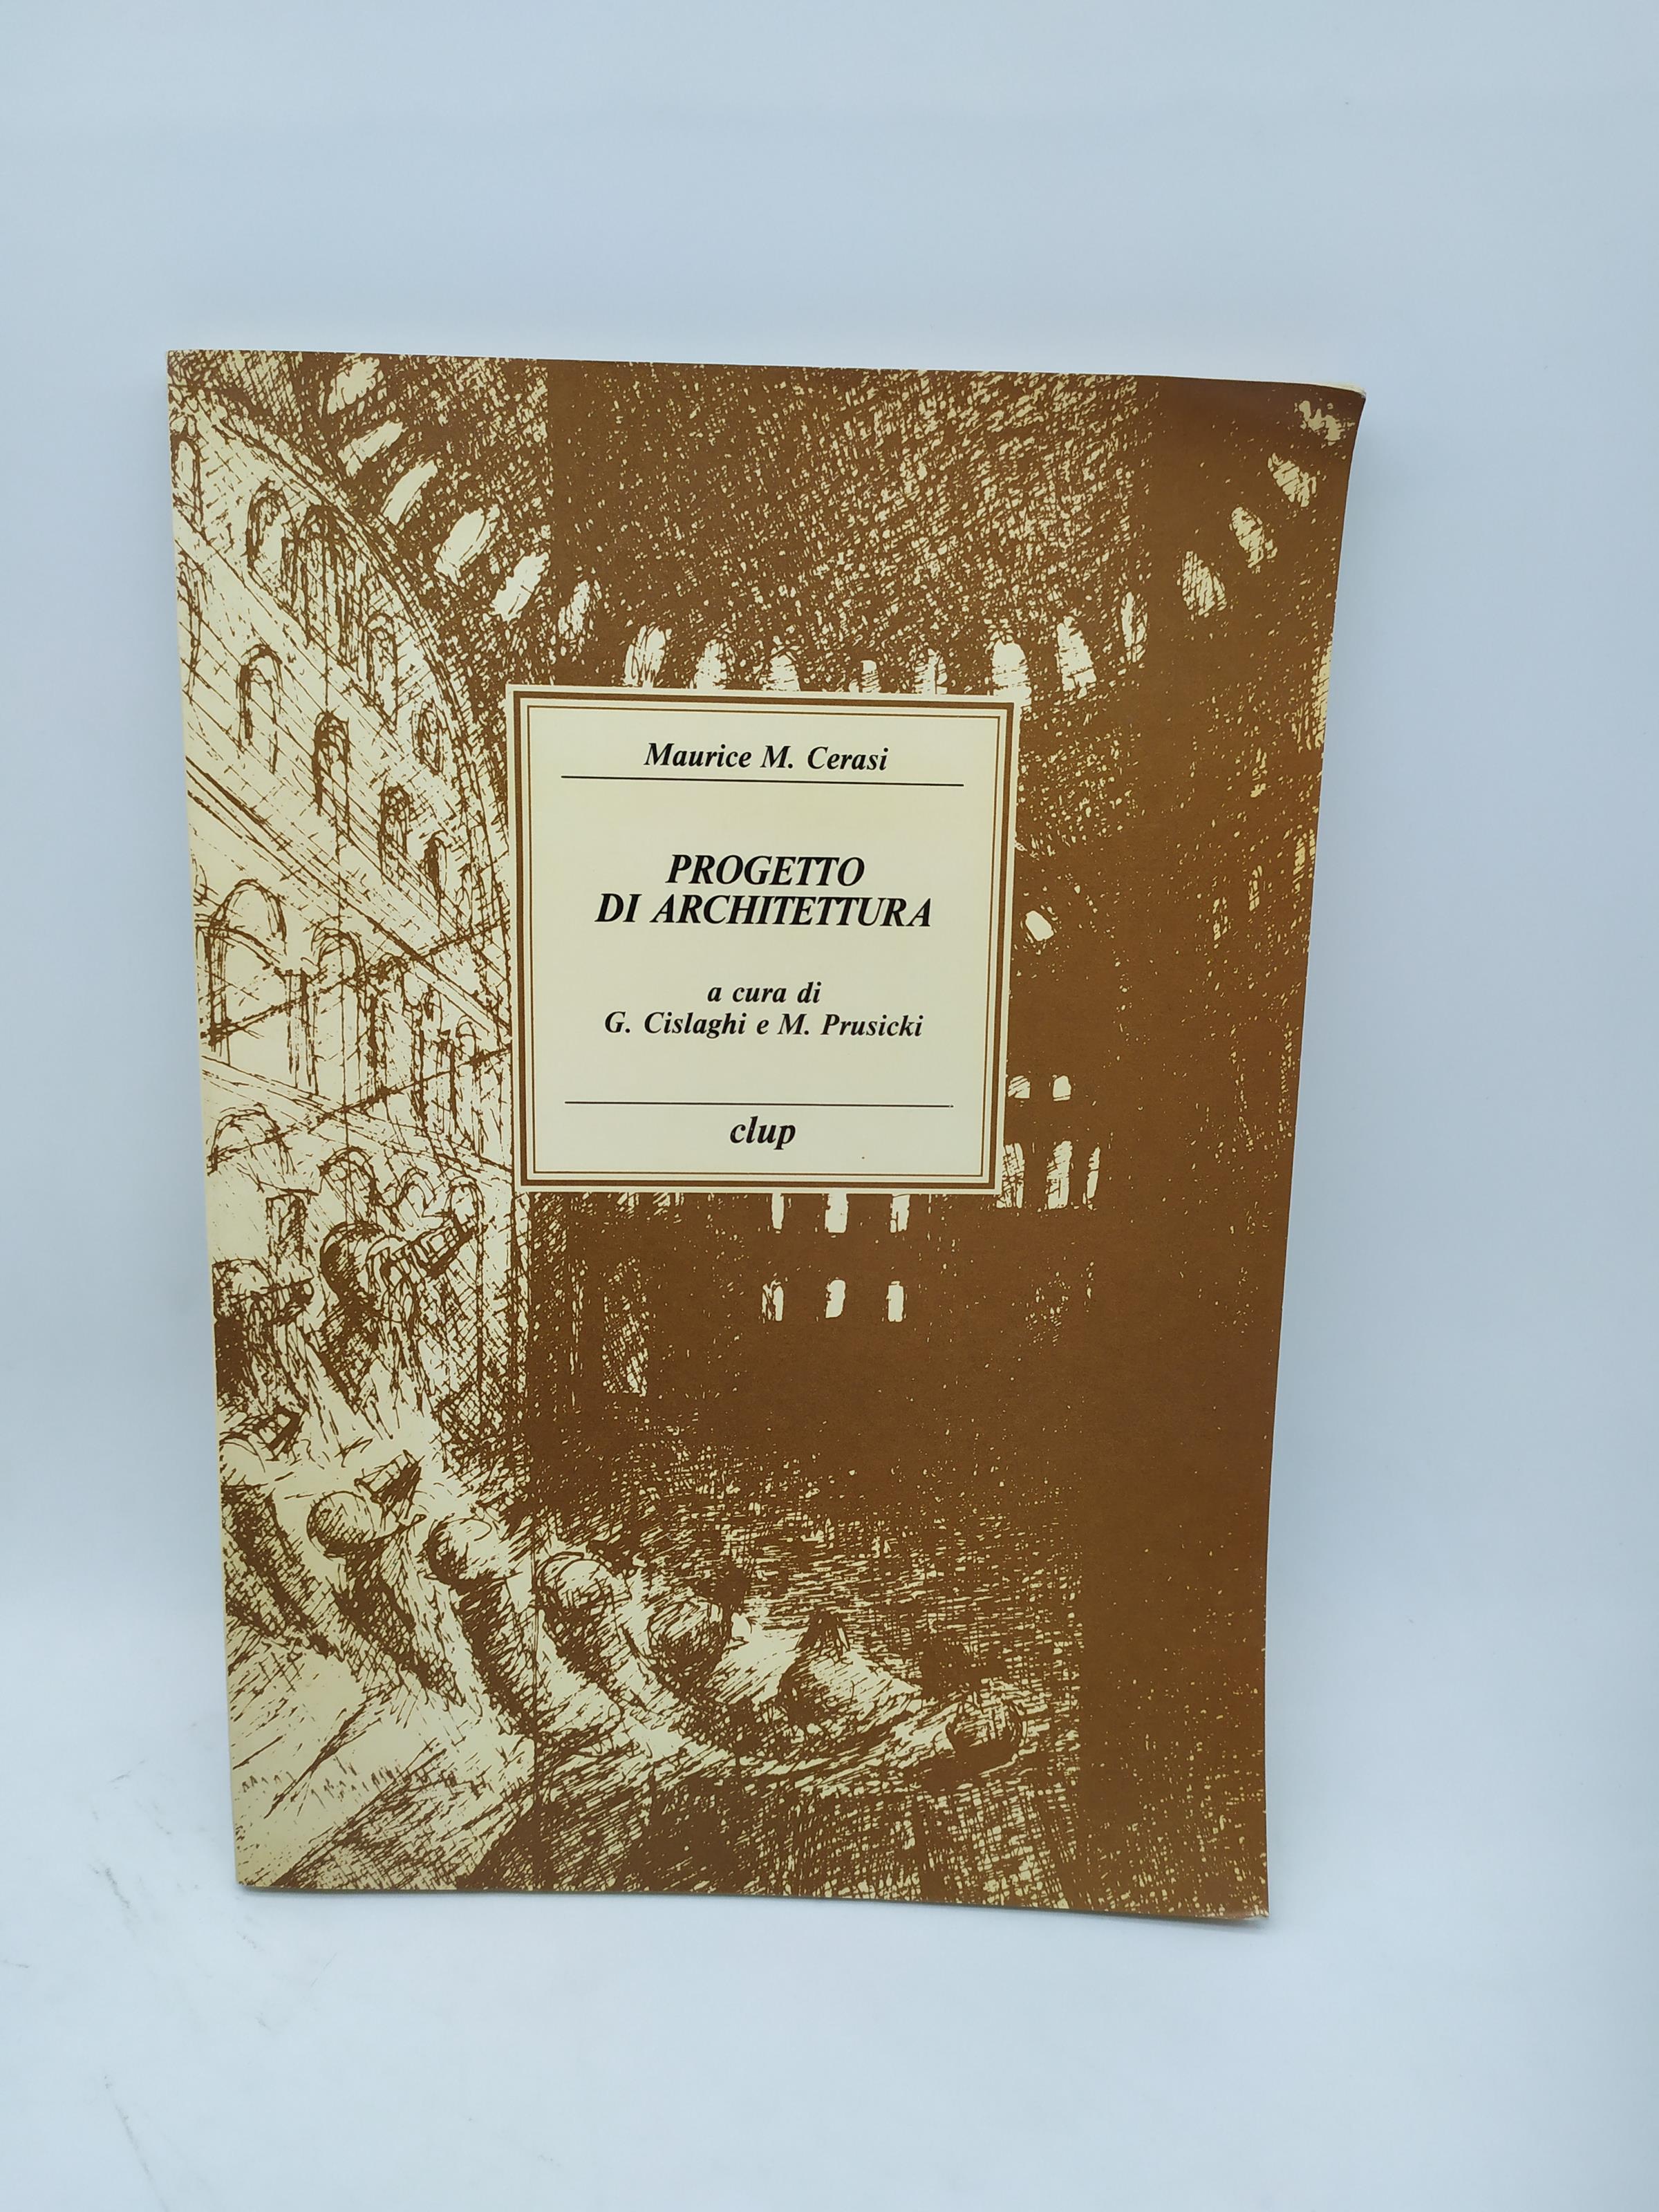 Maurice M. Cerasi
PROGETTO
DI ARCHITETTURA
a cura di
G. Cislaghi e M. Prusicki
clup